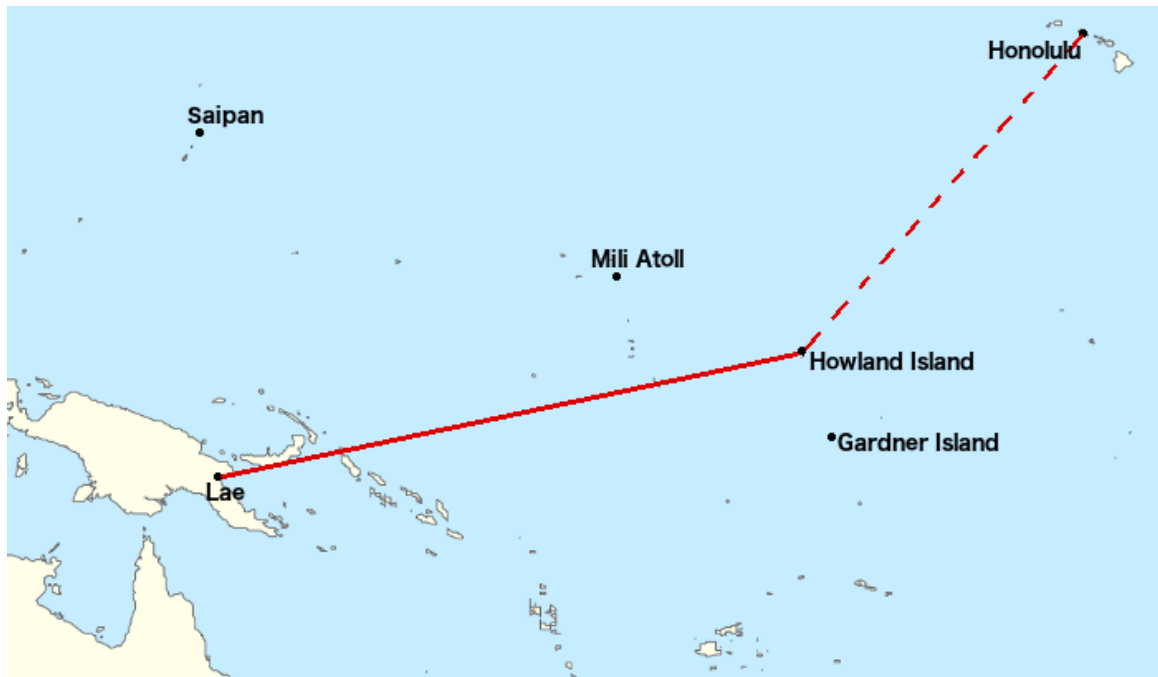 Honolulu
Saipan
Mili Atoll
Howland Island
Gardner Island
Lae